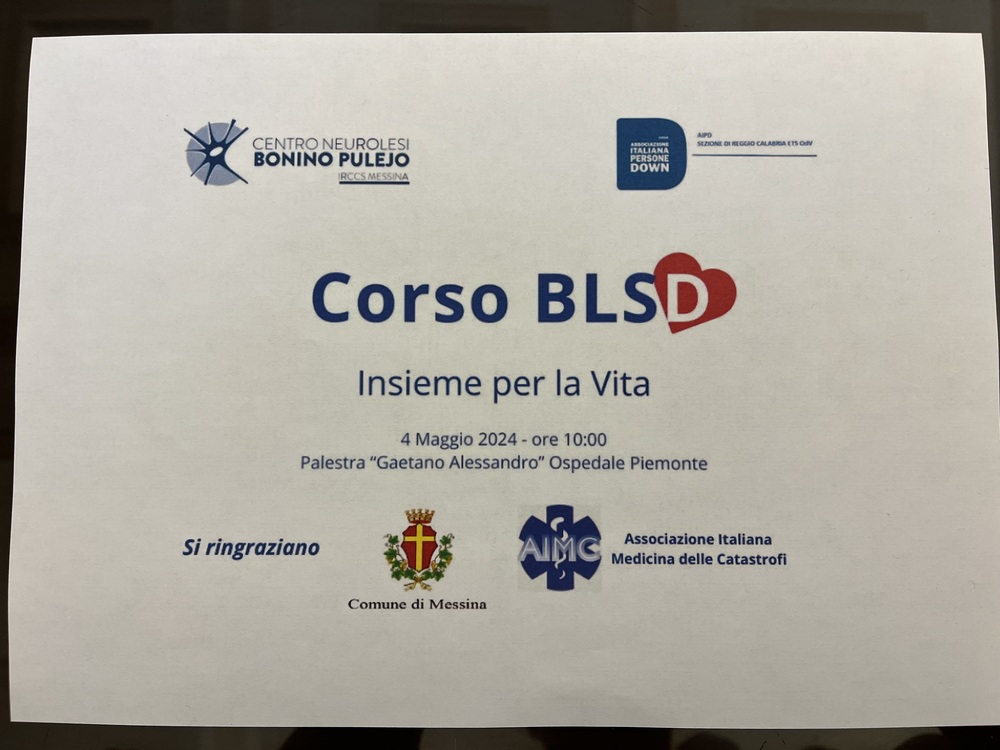 CENTRO NEUROLESI
BONINO PULEJO
IRCCS MESSINA
ASSOCIAZIONE
ITALIANA
PERSONE
DOWN
AIPD
SEZIONE DI REGGIO CALABRIA ETS OdV
Corso BLSD
Insieme per la Vita
4 Maggio 2024 - ore 10:00
Palestra “Gaetano Alessandro” Ospedale Piemonte
Si ringraziano
Comune di Messina
AIMC
Associazione Italiana
Medicina delle Catastrofi